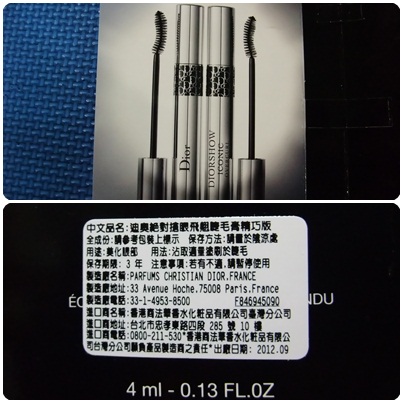 Dior
DIORSHOW
ICONIC
中文品名：迪奧絕對搶眼飛翹睫毛膏精巧版
全成份：請參考包裝上標示 保存方法：請置於陰涼處
用途：美化眼部 用法：沾取適量塗刷於睫毛
保存期限：3 年 注意事項：若有不適，請暫停使用
製造廠名稱：PARFUMS CHRISTIAN DIOR.FRANCE
製造廠地址：33 Avenue Hoche.75008 Paris.France
製造廠電話：33-1-4953-8500 F846945090
進口商名稱：香港商法華香水化粧品有限公司臺灣分公司
進口商地址：台北市忠孝東路四段 285 號 10 樓
進口商電話：0800-211-530"香港商法華香水化粧品有限公
司台灣分公司願負產品製造商之責任" 出廠日期：2012.09
NDU
4 ml - 0.13 FL.OZ